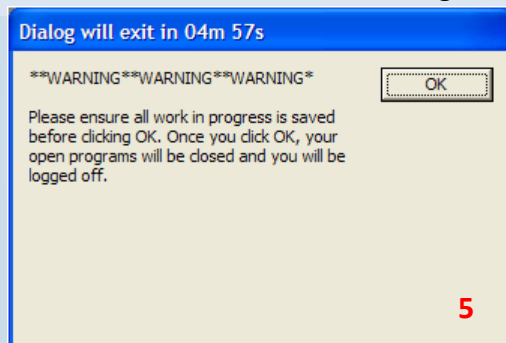 Dialog will exit in 04m 57s
**WARNING**WARNING**WARNING*
OK
Please ensure all work in progress is saved
before clicking OK. Once you click OK, your
open programs will be closed and you will be
logged off.
5